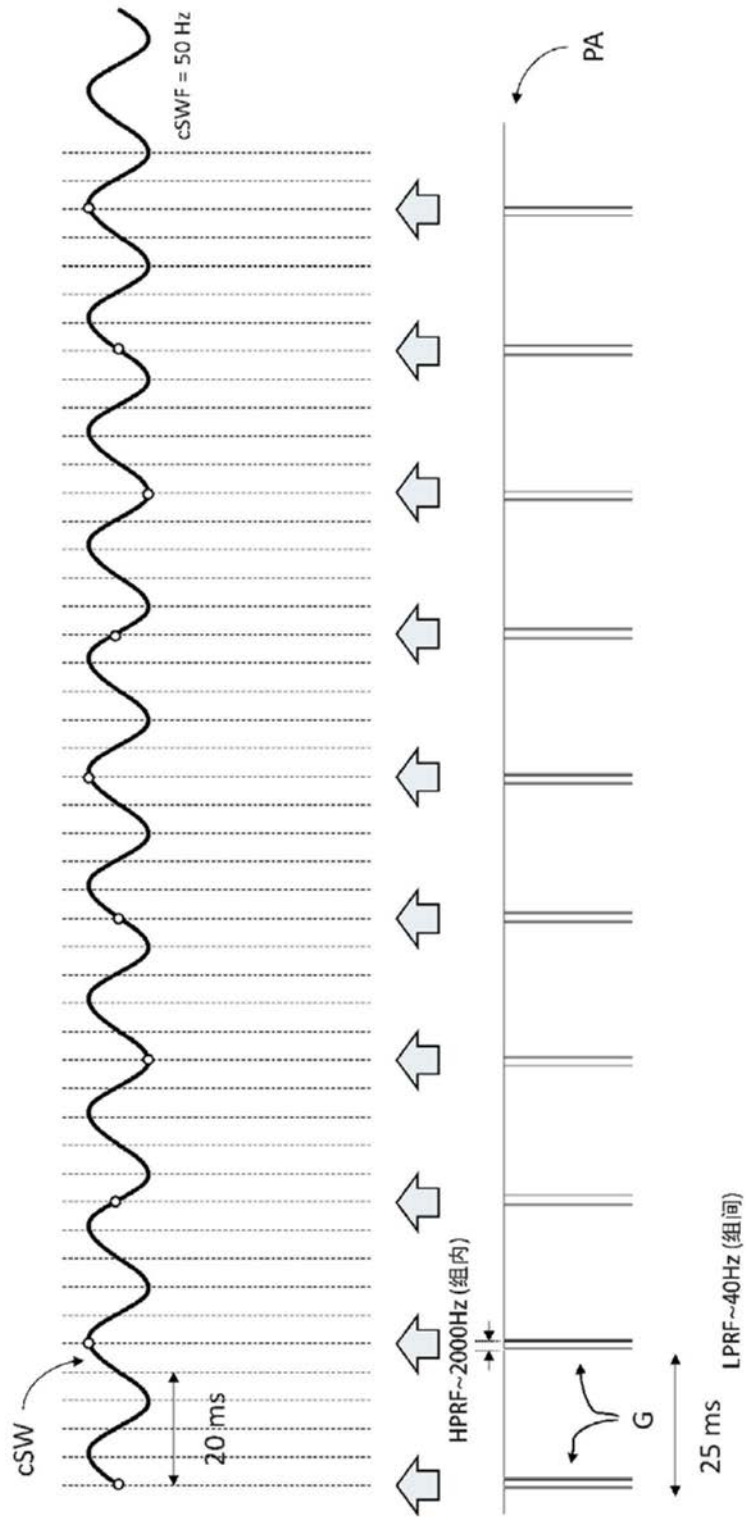 cSW
20 ms
cSWF = 50 Hz
HPRF~2000Hz (组内)
PA
G
25 ms
LPRF~40Hz (组间)